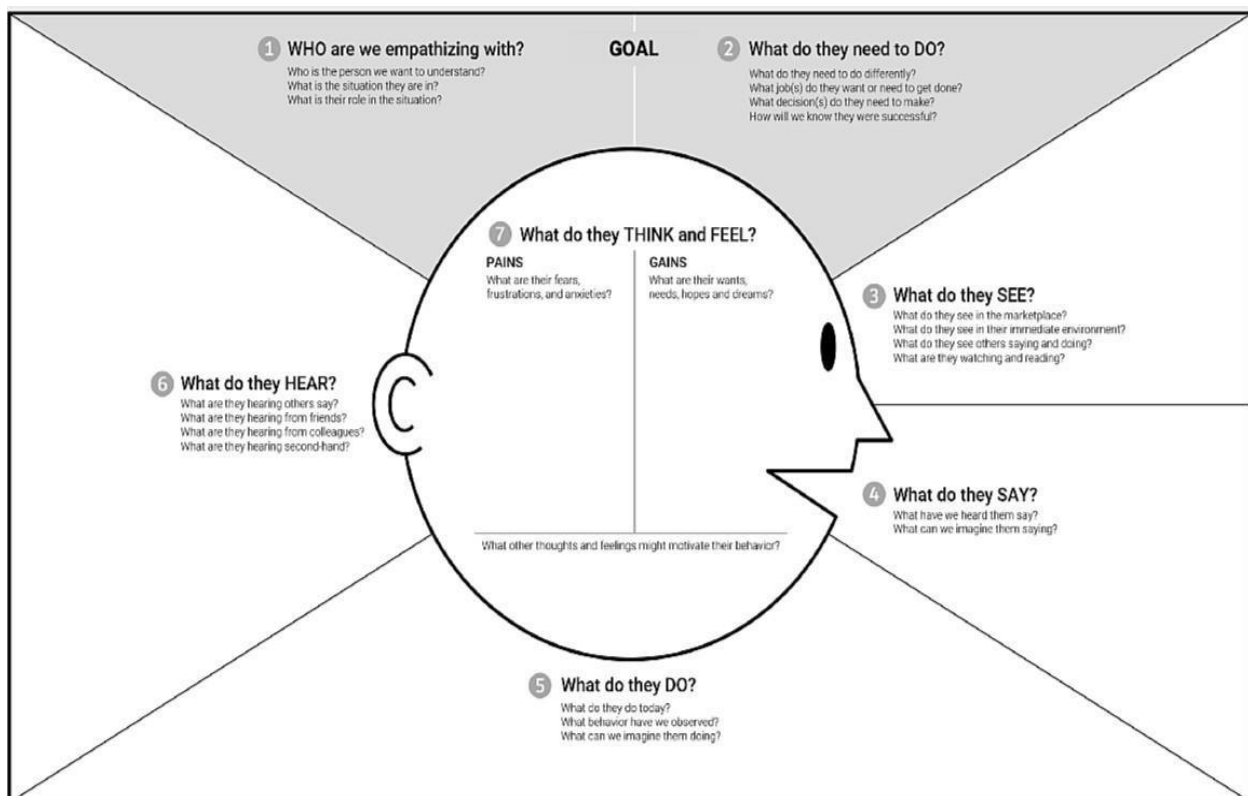 GOAL
1 WHO are we empathizing with?
Who is the person we want to understand?
What is the situation they are in?
What is their role in the situation?
2 What do they need to DO?
What do they need to do differently?
What job(s) do they want or need to get done?
What decision(s) do they need to make?
How will we know they were successful?
3 What do they SEE?
What do they see in the marketplace?
What do they see in their immediate environment?
What do they see others saying and doing?
What are they watching and reading?
4 What do they SAY?
What have we heard them say?
What can we imagine them saying?
5 What do they DO?
What do they do today?
What behavior have we observed?
What can we imagine them doing?
6 What do they HEAR?
What are they hearing others say?
What are they hearing from friends?
What are they hearing from colleagues?
What are they hearing second-hand?
7 What do they THINK and FEEL?
PAINS
What are their fears,
frustrations, and anxieties?
GAINS
What are their wants,
needs, hopes and dreams?
What other thoughts and feelings might motivate their behavior?